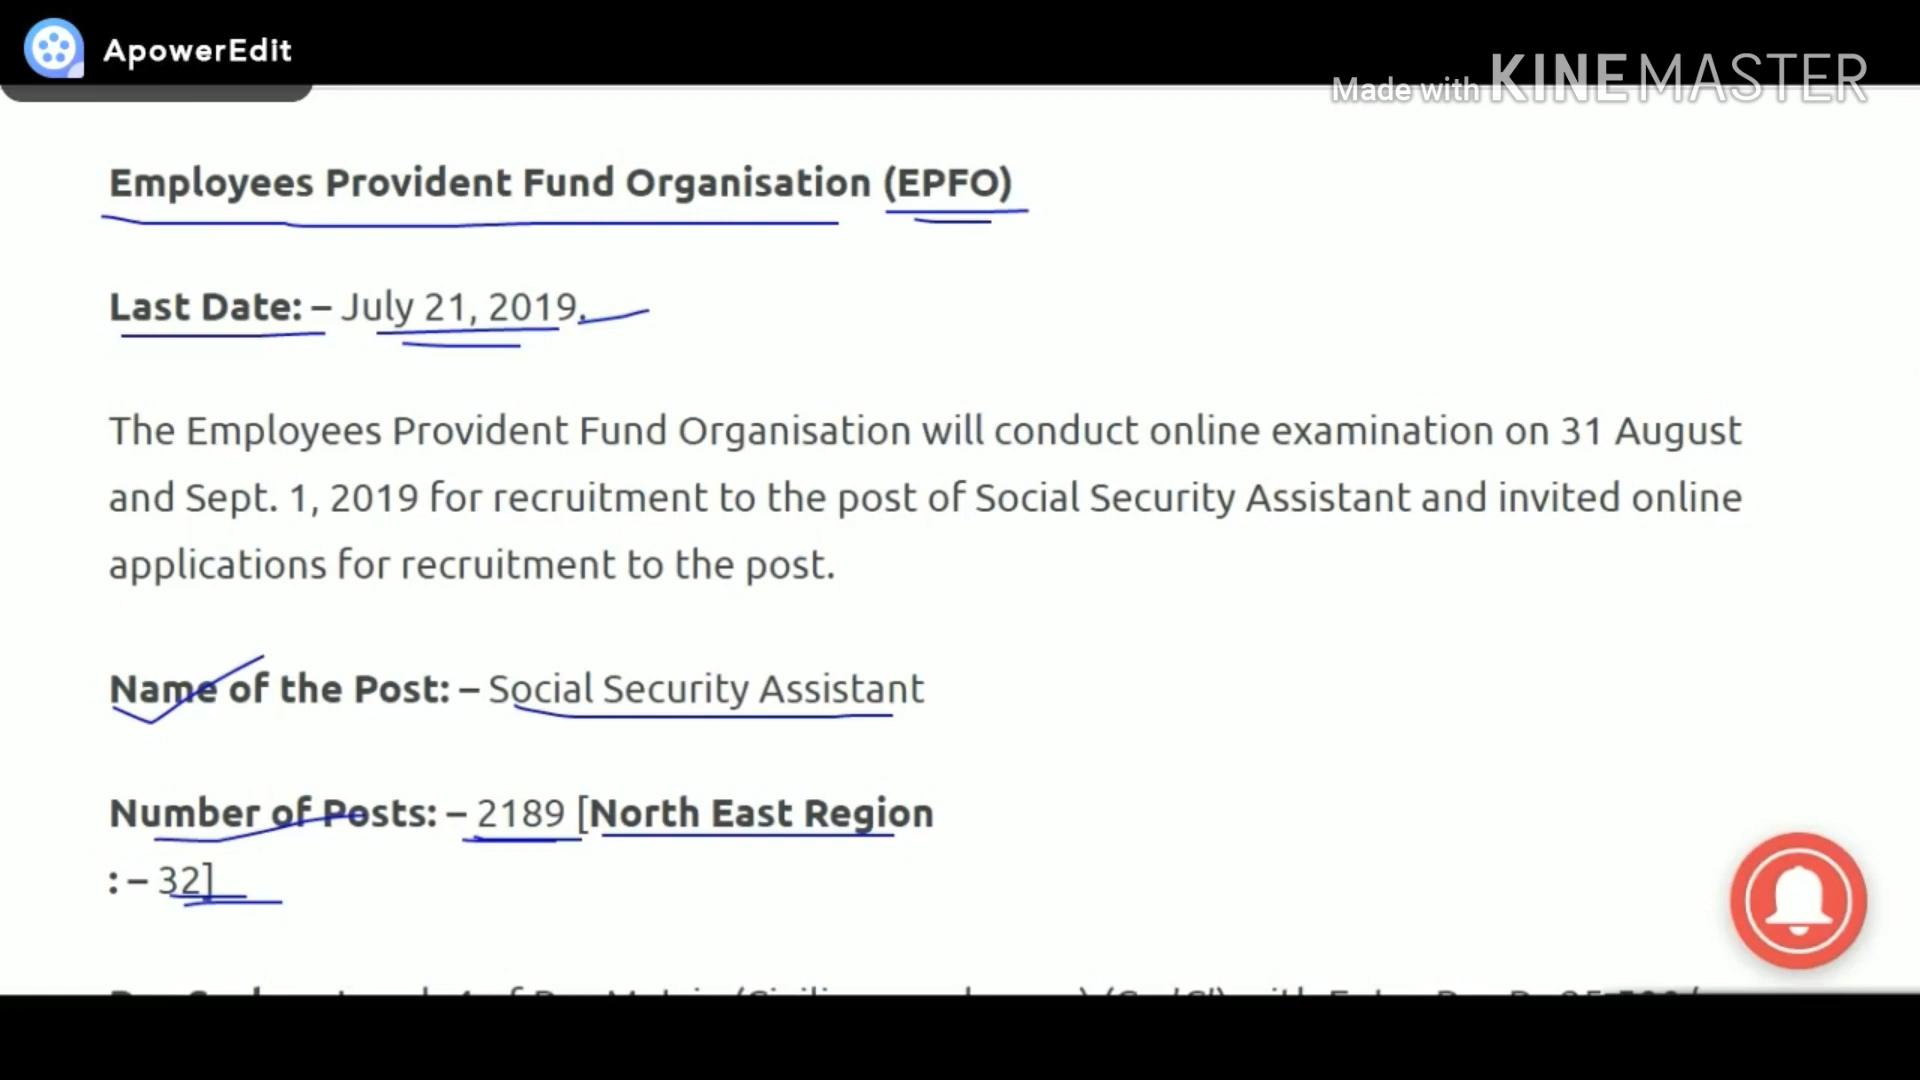 ApowerEdit
Made with KINEMASTER
Employees Provident Fund Organisation (EPFO)
Last Date: – July 21, 2019.
The Employees Provident Fund Organisation will conduct online examination on 31 August
and Sept. 1, 2019 for recruitment to the post of Social Security Assistant and invited online
applications for recruitment to the post.
Name of the Post: – Social Security Assistant
Number of Posts: – 2189 [North East Region
: – 32]